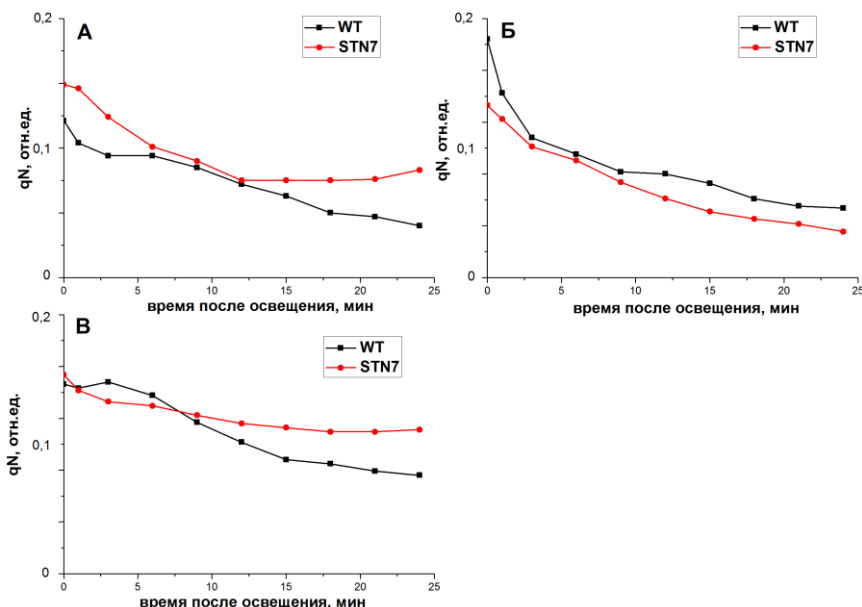 А
WT
STN7
0,2
0,1
0
qN, отн.ед.
0 5 10 15 20 25
время после освещения, мин
Б
WT
STN7
0,2
0,1
0
qN, отн.ед.
0 5 10 15 20 25
время после освещения, мин
В
WT
STN7
0,2
0,1
0
qN, отн.ед.
0 5 10 15 20 25
время после освещения, мин